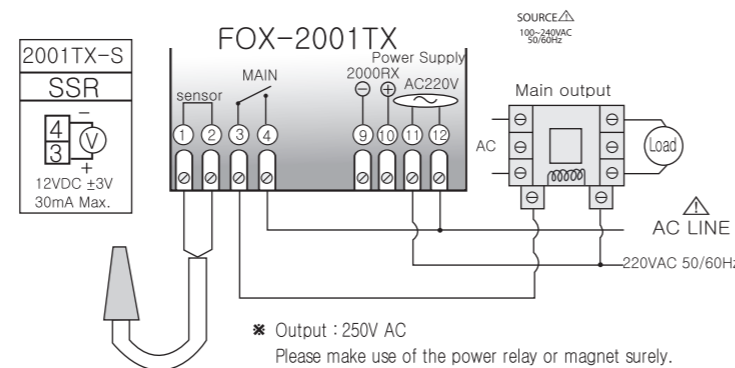 SOURCE⚠
100~240VAC
50/60Hz
2001TX-S
SSR
4
3
−
V
+
12VDC ±3V
30mA Max.
FOX-2001TX
Power Supply
2000RX
AC220V
MAIN
sensor
− +
1 2 3 4 9 10 11 12
Main output
AC
Load
AC LINE
220VAC 50/60Hz
※ Output : 250V AC
Please make use of the power relay or magnet surely.